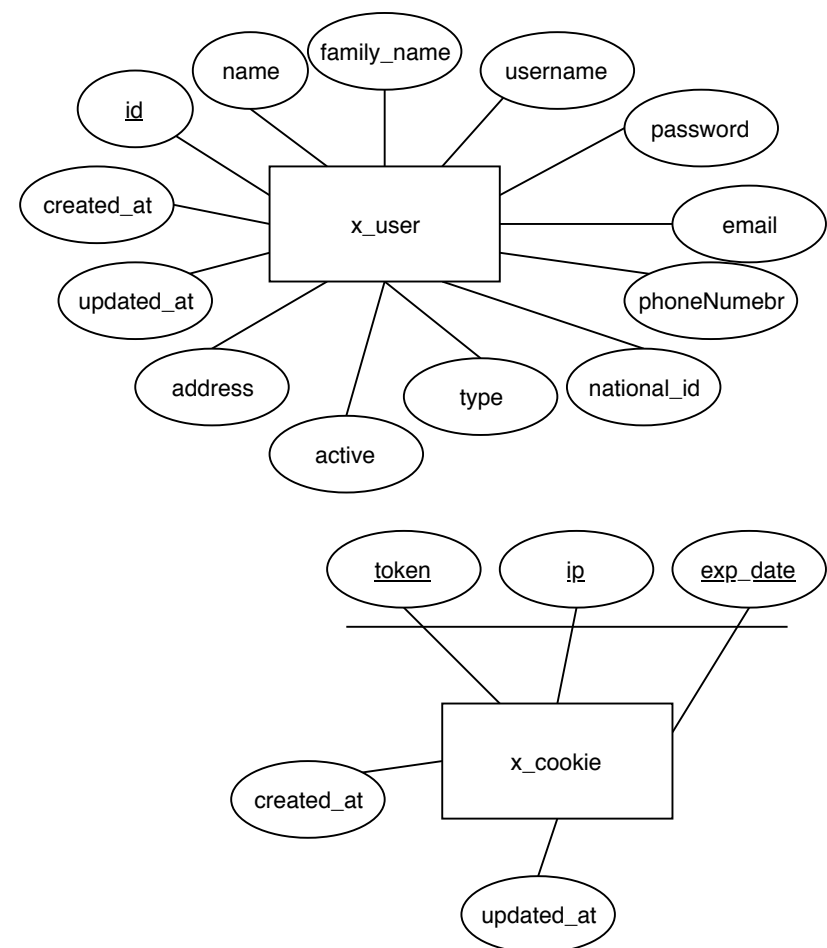 family_name
name
username
id
password
created_at
x_user
email
updated_at
phoneNumebr
address
type
national_id
active
token
ip
exp_date
x_cookie
created_at
updated_at